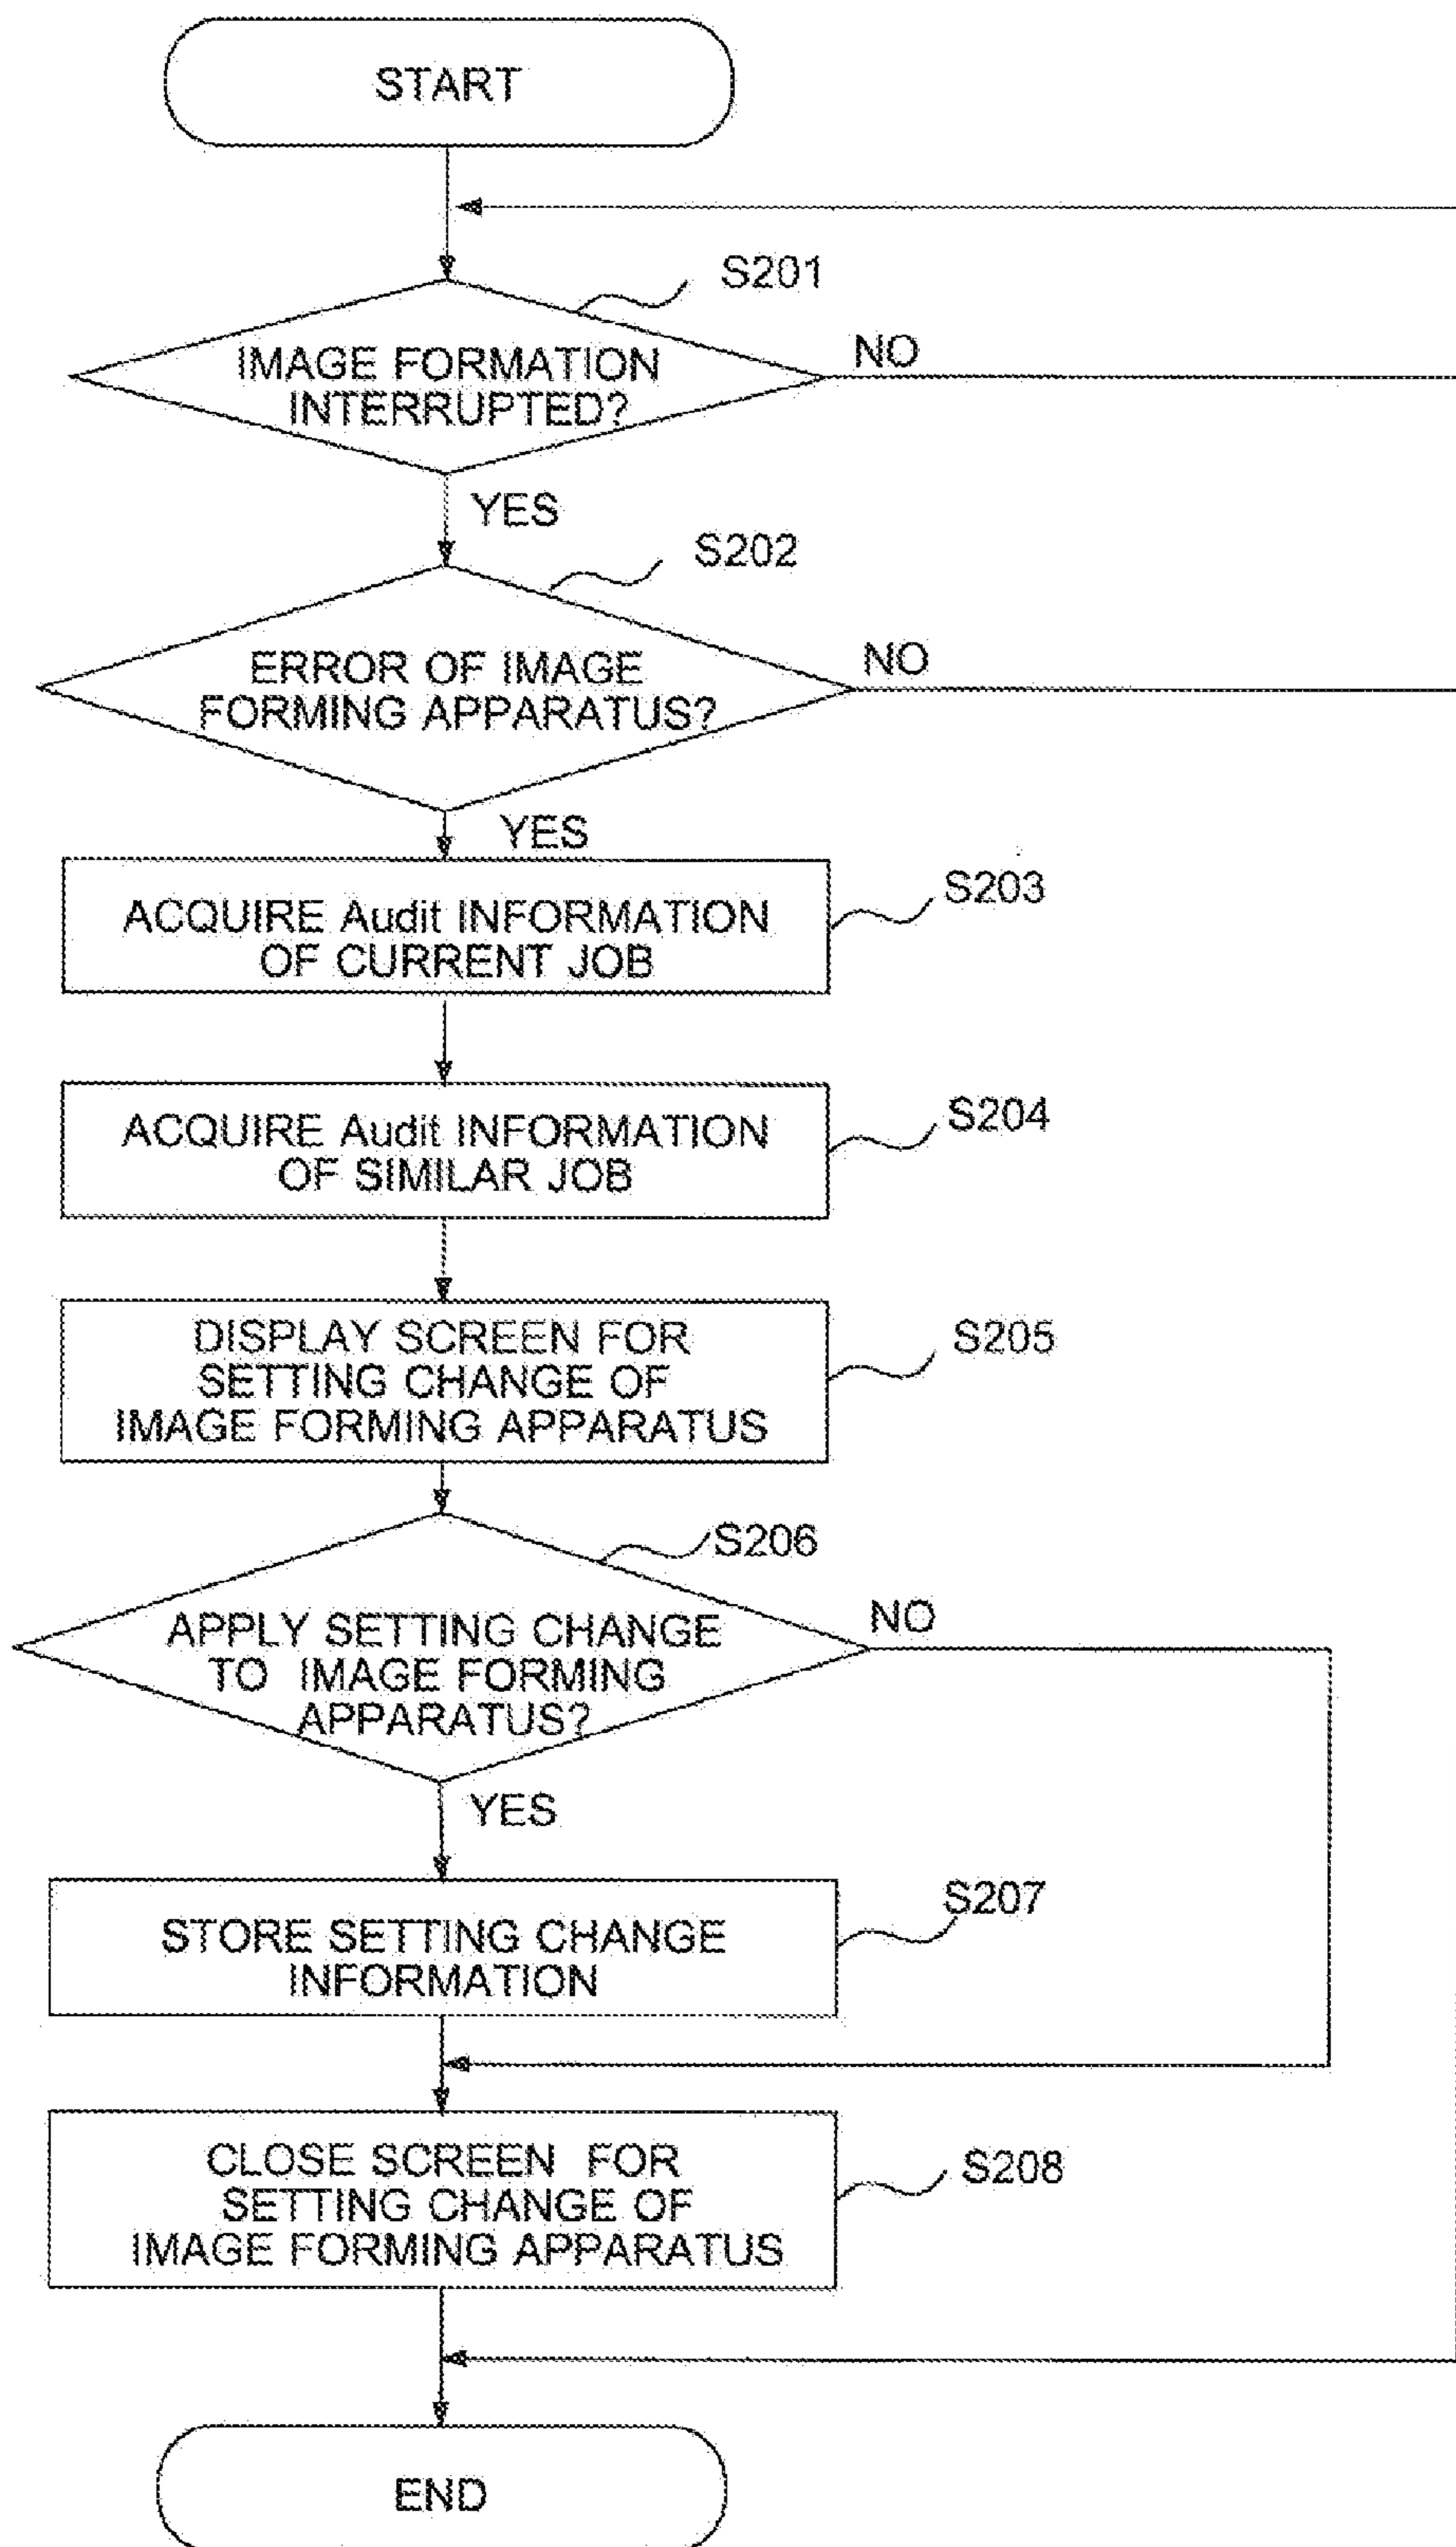 START
S201
IMAGE FORMATION
INTERRUPTED?
NO
YES
S202
ERROR OF IMAGE
FORMING APPARATUS?
NO
YES
S203
ACQUIRE Audit INFORMATION
OF CURRENT JOB
S204
ACQUIRE Audit INFORMATION
OF SIMILAR JOB
S205
DISPLAY SCREEN FOR
SETTING CHANGE OF
IMAGE FORMING APPARATUS
S206
APPLY SETTING CHANGE
TO IMAGE FORMING
APPARATUS?
NO
YES
S207
STORE SETTING CHANGE
INFORMATION
S208
CLOSE SCREEN FOR
SETTING CHANGE OF
IMAGE FORMING APPARATUS
END